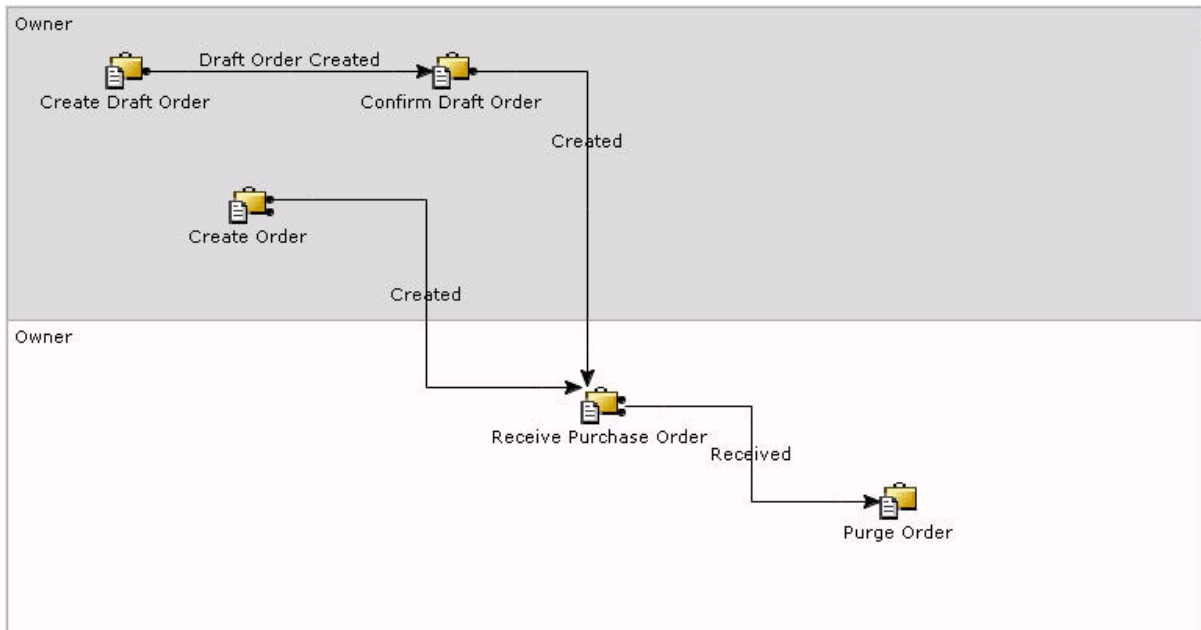 Owner
Draft Order Created
Create Draft Order
Confirm Draft Order
Created
Create Order
Created
Owner
Receive Purchase Order
Received
Purge Order